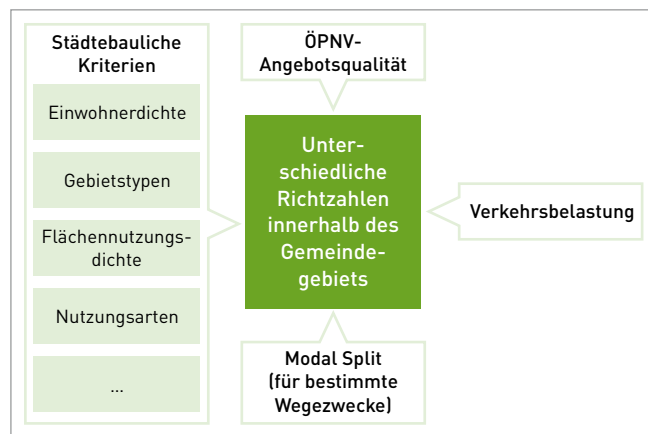 Städtebauliche
Kriterien
Einwohnerdichte
Gebietstypen
Flächennutzungs-
dichte
Nutzungsarten
...
ÖPNV-
Angebotsqualität
Unter-
schiedliche
Richtzahlen
innerhalb des
Gemeinde-
gebiets
Verkehrsbelastung
Modal Split
(für bestimmte
Wegezwecke)